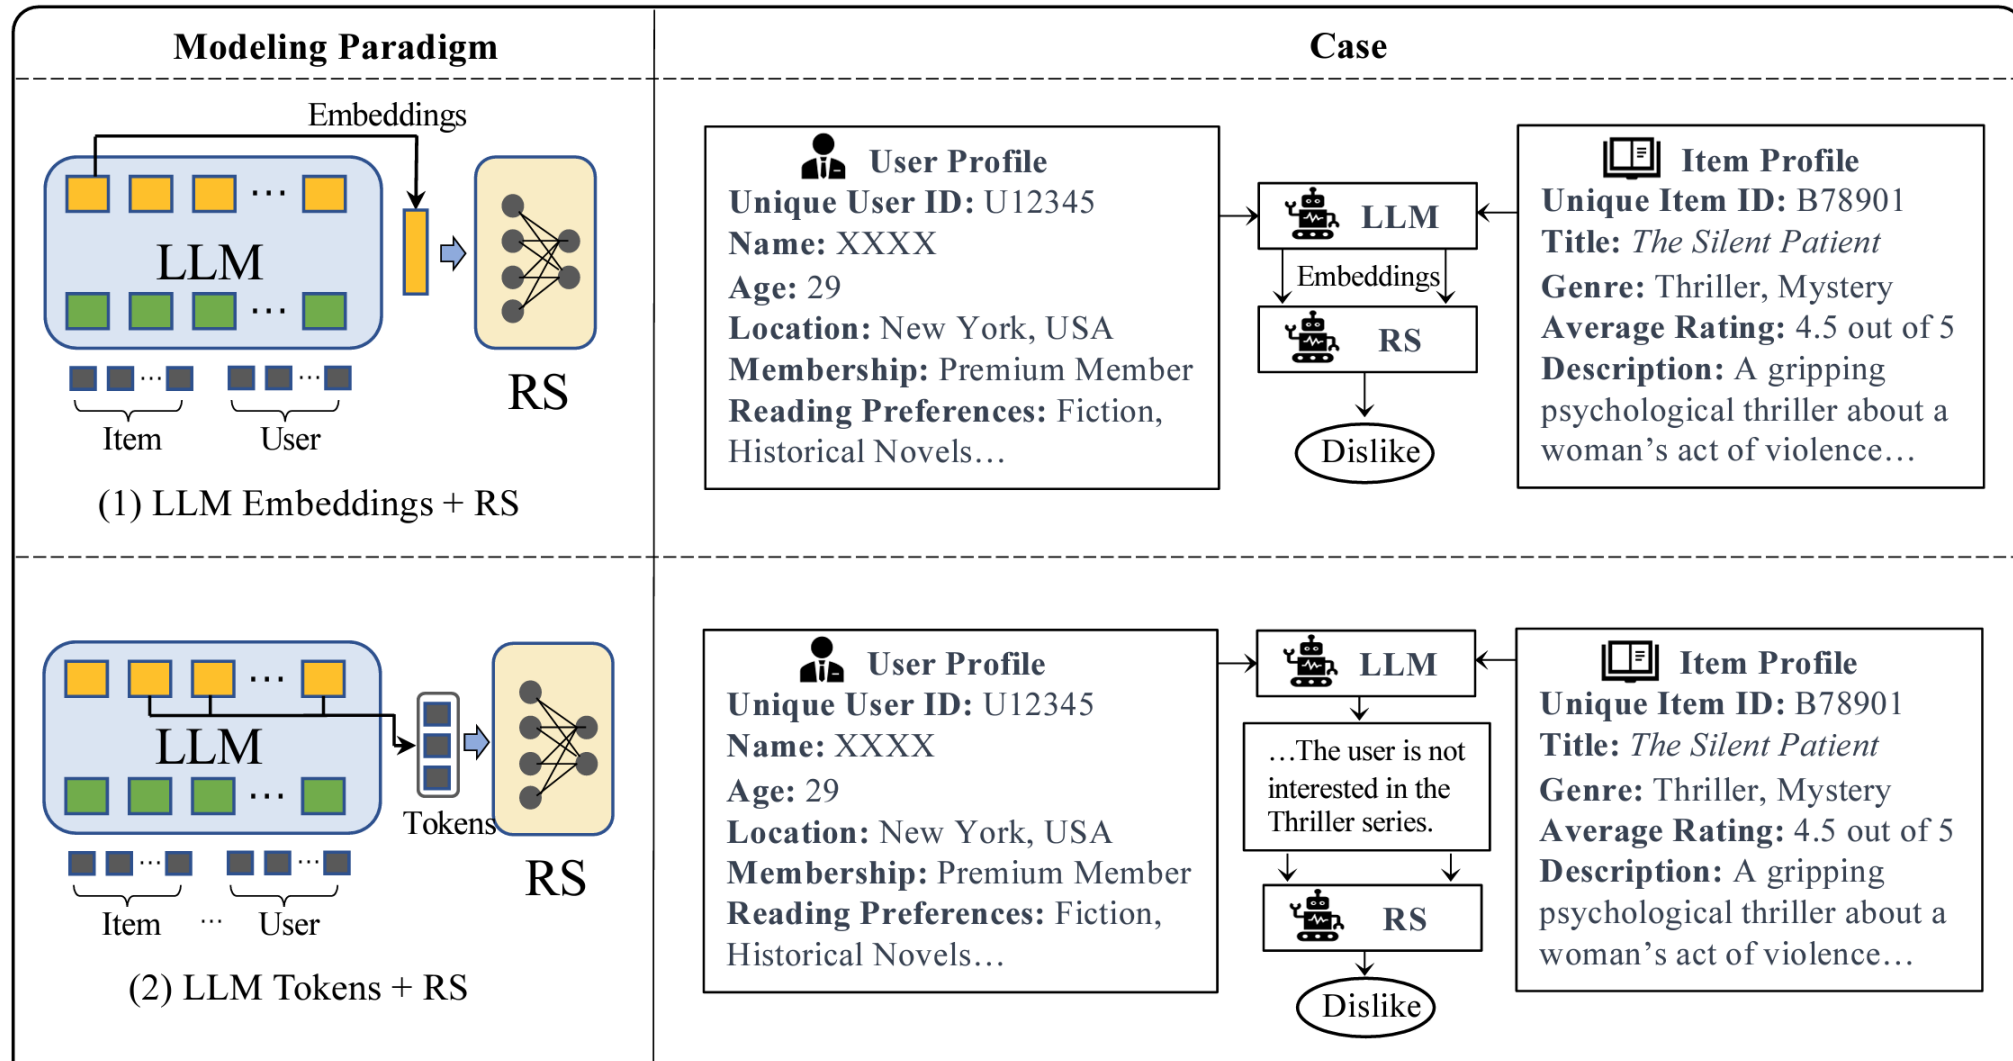 Modeling Paradigm
Case
Embeddings
LLM
Item
User
RS
(1) LLM Embeddings + RS
User Profile
Unique User ID: U12345
Name: XXXX
Age: 29
Location: New York, USA
Membership: Premium Member
Reading Preferences: Fiction,
Historical Novels…
LLM
Embeddings
RS
Dislike
Item Profile
Unique Item ID: B78901
Title: The Silent Patient
Genre: Thriller, Mystery
Average Rating: 4.5 out of 5
Description: A gripping
psychological thriller about a
woman’s act of violence…
LLM
Tokens
Item … User
RS
(2) LLM Tokens + RS
User Profile
Unique User ID: U12345
Name: XXXX
Age: 29
Location: New York, USA
Membership: Premium Member
Reading Preferences: Fiction,
Historical Novels…
LLM
…The user is not
interested in the
Thriller series.
RS
Dislike
Item Profile
Unique Item ID: B78901
Title: The Silent Patient
Genre: Thriller, Mystery
Average Rating: 4.5 out of 5
Description: A gripping
psychological thriller about a
woman’s act of violence…